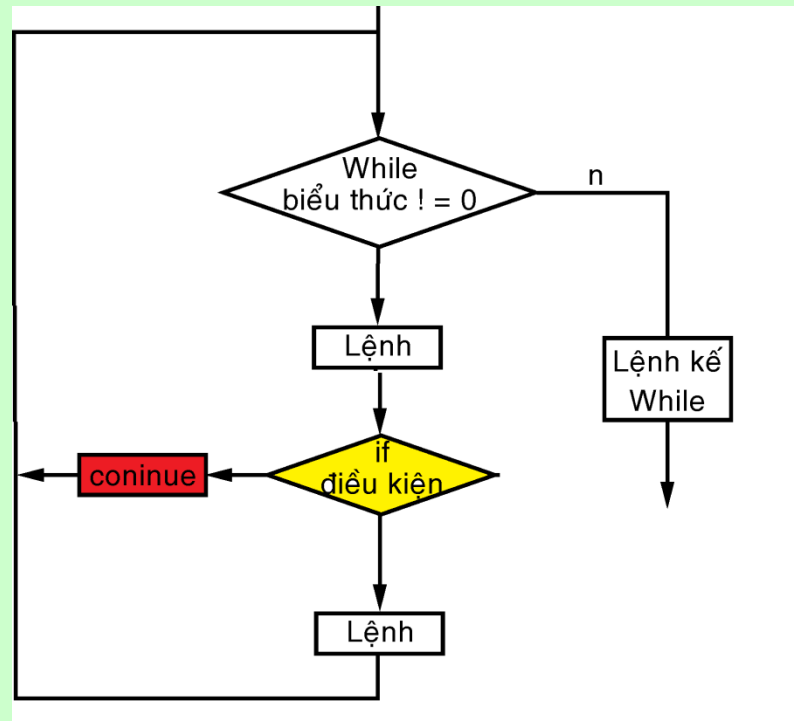 While
biểu thức ! = 0
n
Lệnh
Lệnh kế
While
if
điều kiện
coninue
Lệnh